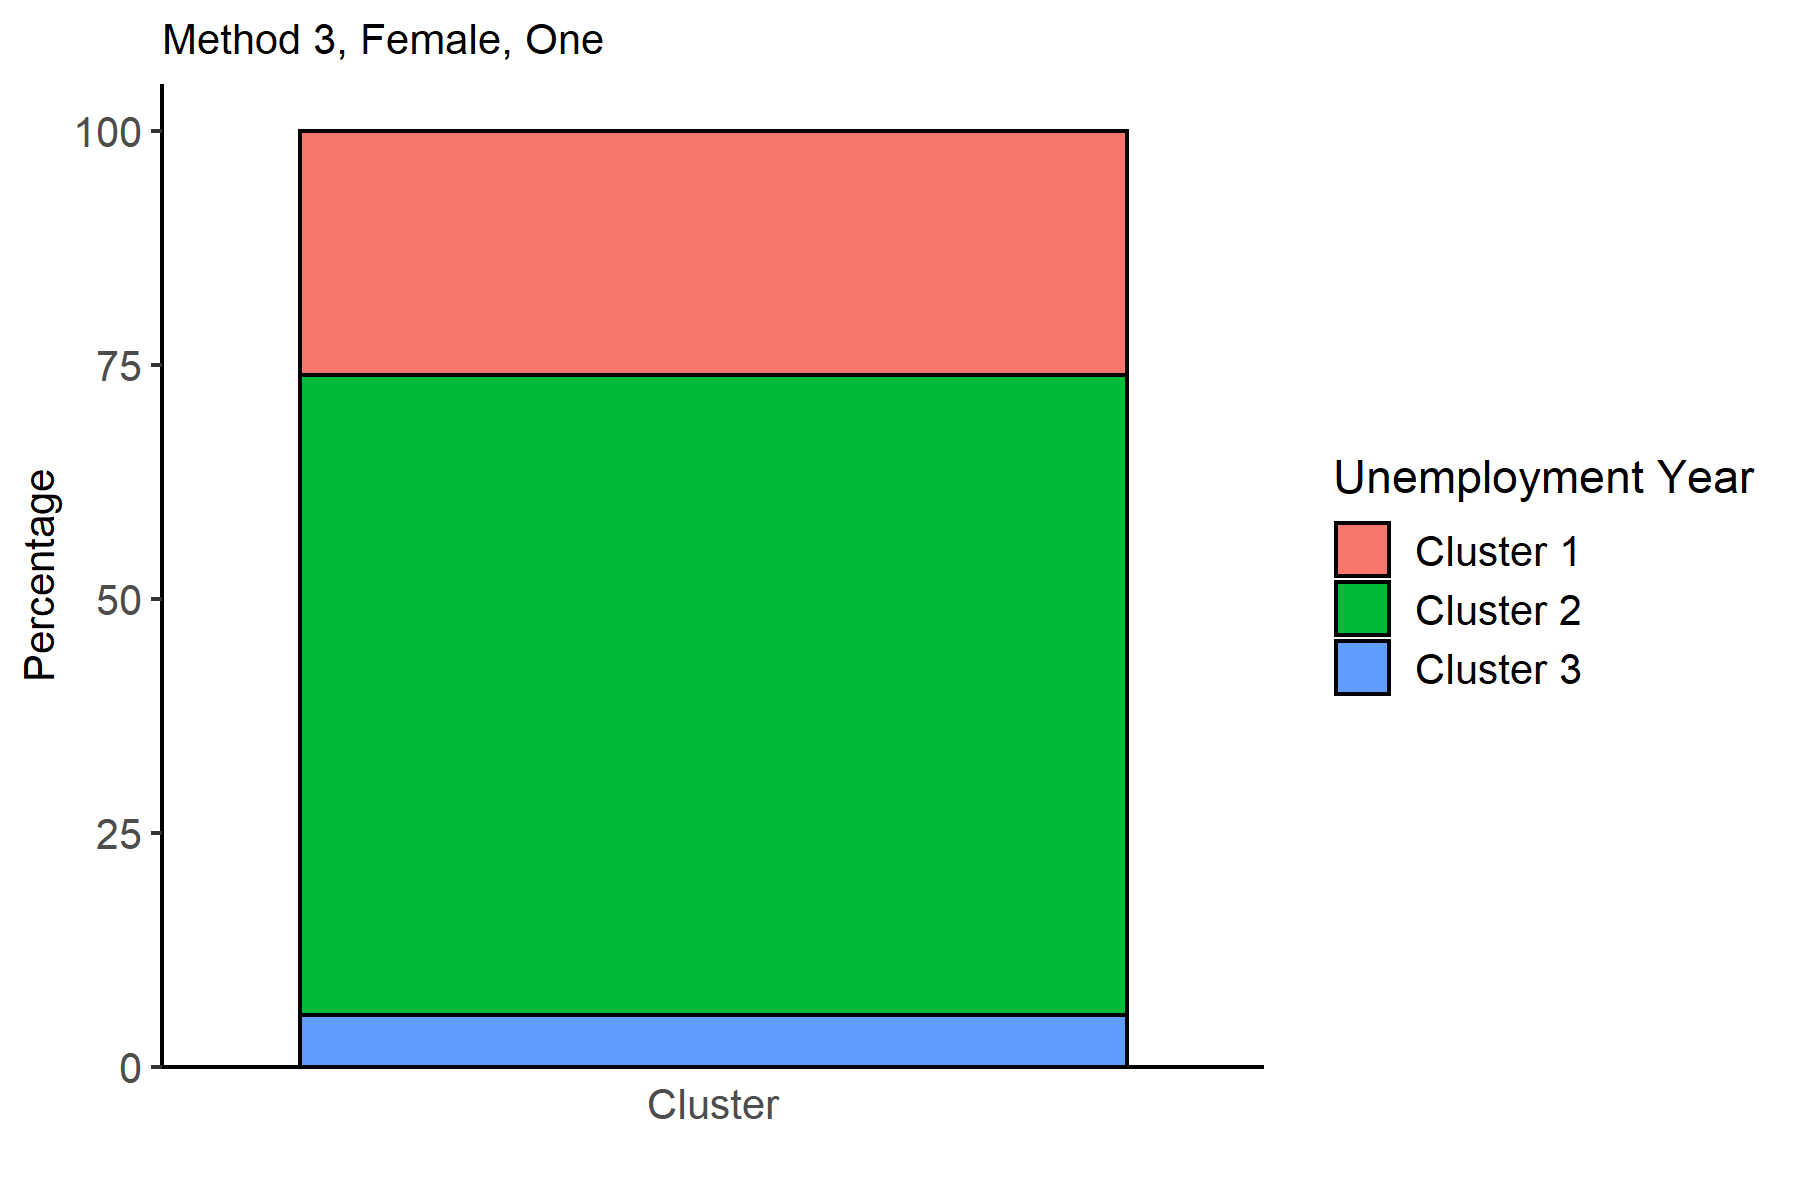 Method 3, Female, One
100
75
50
25
0
Percentage
Cluster
Unemployment Year
Cluster 1
Cluster 2
Cluster 3